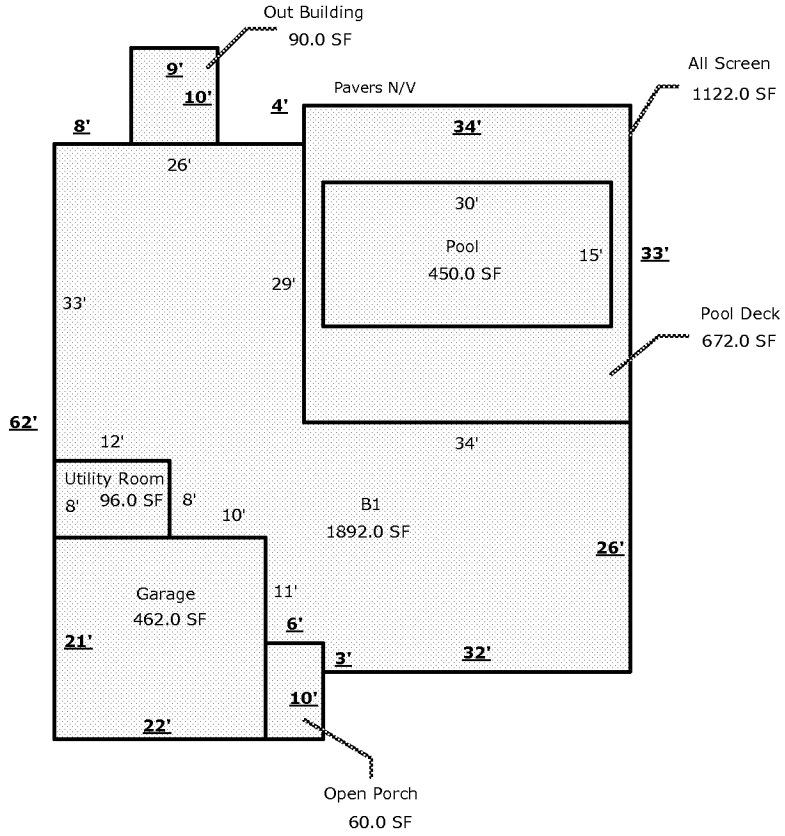 Out Building
90.0 SF
9'
10'
Pavers N/V
All Screen
1122.0 SF
4'
8'
34'
26'
30'
Pool
450.0 SF
15'
33'
29'
33'
Pool Deck
672.0 SF
62'
12'
34'
Utility Room
96.0 SF
8'
8'
10'
B1
1892.0 SF
26'
Garage
462.0 SF
11'
6'
21'
3'
32'
10'
22'
Open Porch
60.0 SF